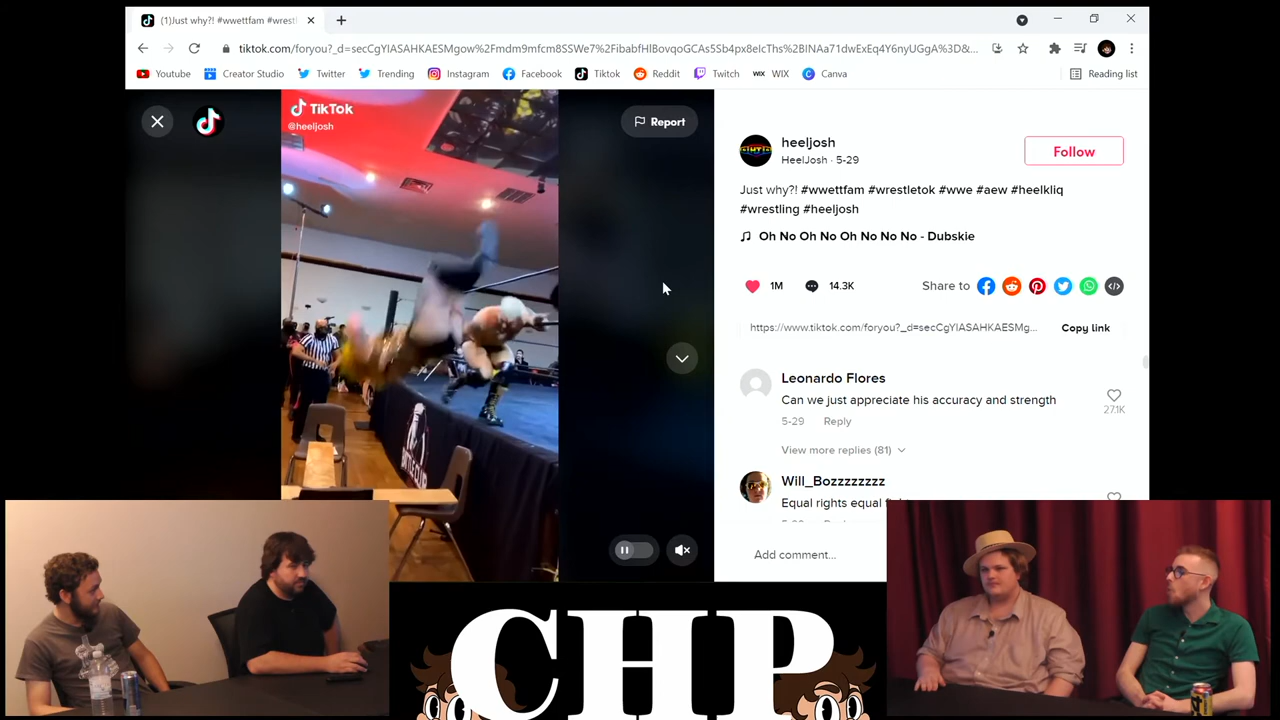 (1)Just why?! #wwettfam #wrestl
tiktok.com/foryou?_d=secCgYIASAHKAESMgow%2Fmdm9mfcm8SSWe7%2FibabfHlBovqoGCAs5Sb4px8eIcThs%2BINAa71dwExEq4Y6nyUGgA%3D&...
Youtube Creator Studio Twitter Trending Instagram Facebook Tiktok Reddit Twitch WIX WIX Canva Reading list
TikTok
@heeljosh
Report
heeljosh
HeelJosh · 5-29
Follow
Just why?! #wwettfam #wrestletok #wwe #aew #heelkliq
#wrestling #heeljosh
Oh No Oh No Oh No No No - Dubskie
1M 14.3K Share to
https://www.tiktok.com/foryou?_d=secCgYIASAHKAESMg... Copy link
Leonardo Flores
Can we just appreciate his accuracy and strength
27.1K
5-29 Reply
View more replies (81)
Will_Bozzzzzzzz
Equal rights equal
Add comment...
CHP